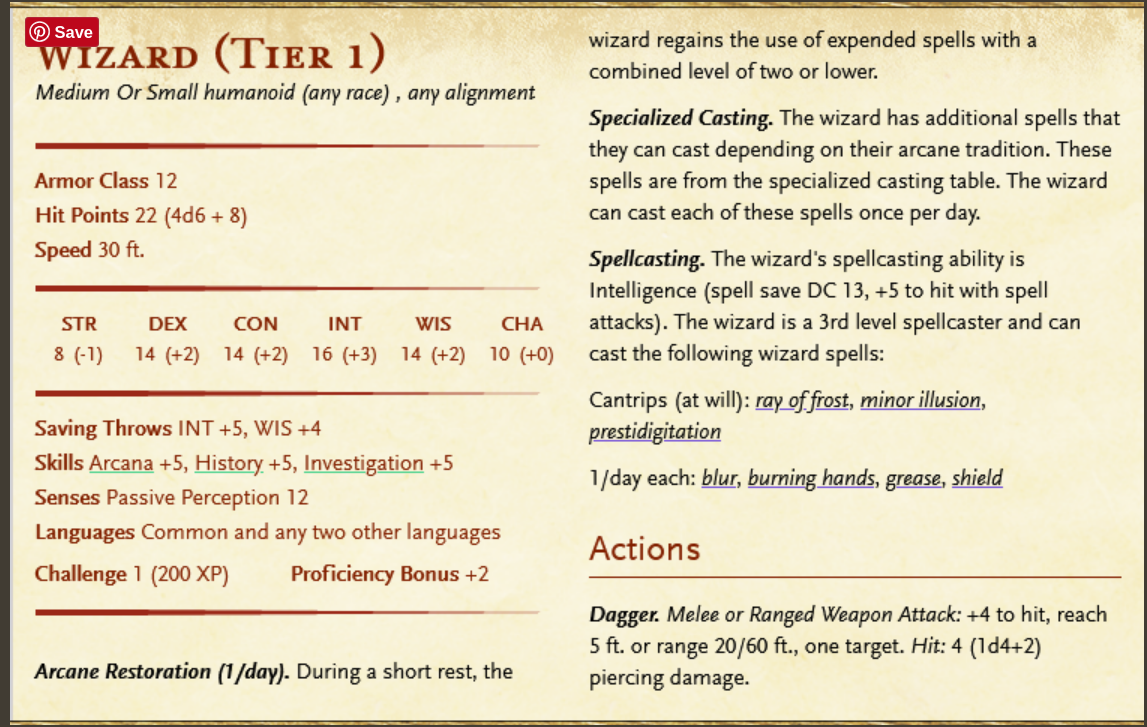 Save
Wizard (Tier 1)
Medium Or Small humanoid (any race) , any alignment
Armor Class 12
Hit Points 22 (4d6 + 8)
Speed 30 ft.
STR DEX CON INT WIS CHA
8 (-1) 14 (+2) 14 (+2) 16 (+3) 14 (+2) 10 (+0)
Saving Throws INT +5, WIS +4
Skills Arcana +5, History +5, Investigation +5
Senses Passive Perception 12
Languages Common and any two other languages
Challenge 1 (200 XP) Proficiency Bonus +2
Arcane Restoration (1/day). During a short rest, the
wizard regains the use of expended spells with a
combined level of two or lower.
Specialized Casting. The wizard has additional spells that
they can cast depending on their arcane tradition. These
spells are from the specialized casting table. The wizard
can cast each of these spells once per day.
Spellcasting. The wizard's spellcasting ability is
Intelligence (spell save DC 13, +5 to hit with spell
attacks). The wizard is a 3rd level spellcaster and can
cast the following wizard spells:
Cantrips (at will): ray of frost, minor illusion,
prestidigitation
1/day each: blur, burning hands, grease, shield
Actions
Dagger. Melee or Ranged Weapon Attack: +4 to hit, reach
5 ft. or range 20/60 ft., one target. Hit: 4 (1d4+2)
piercing damage.